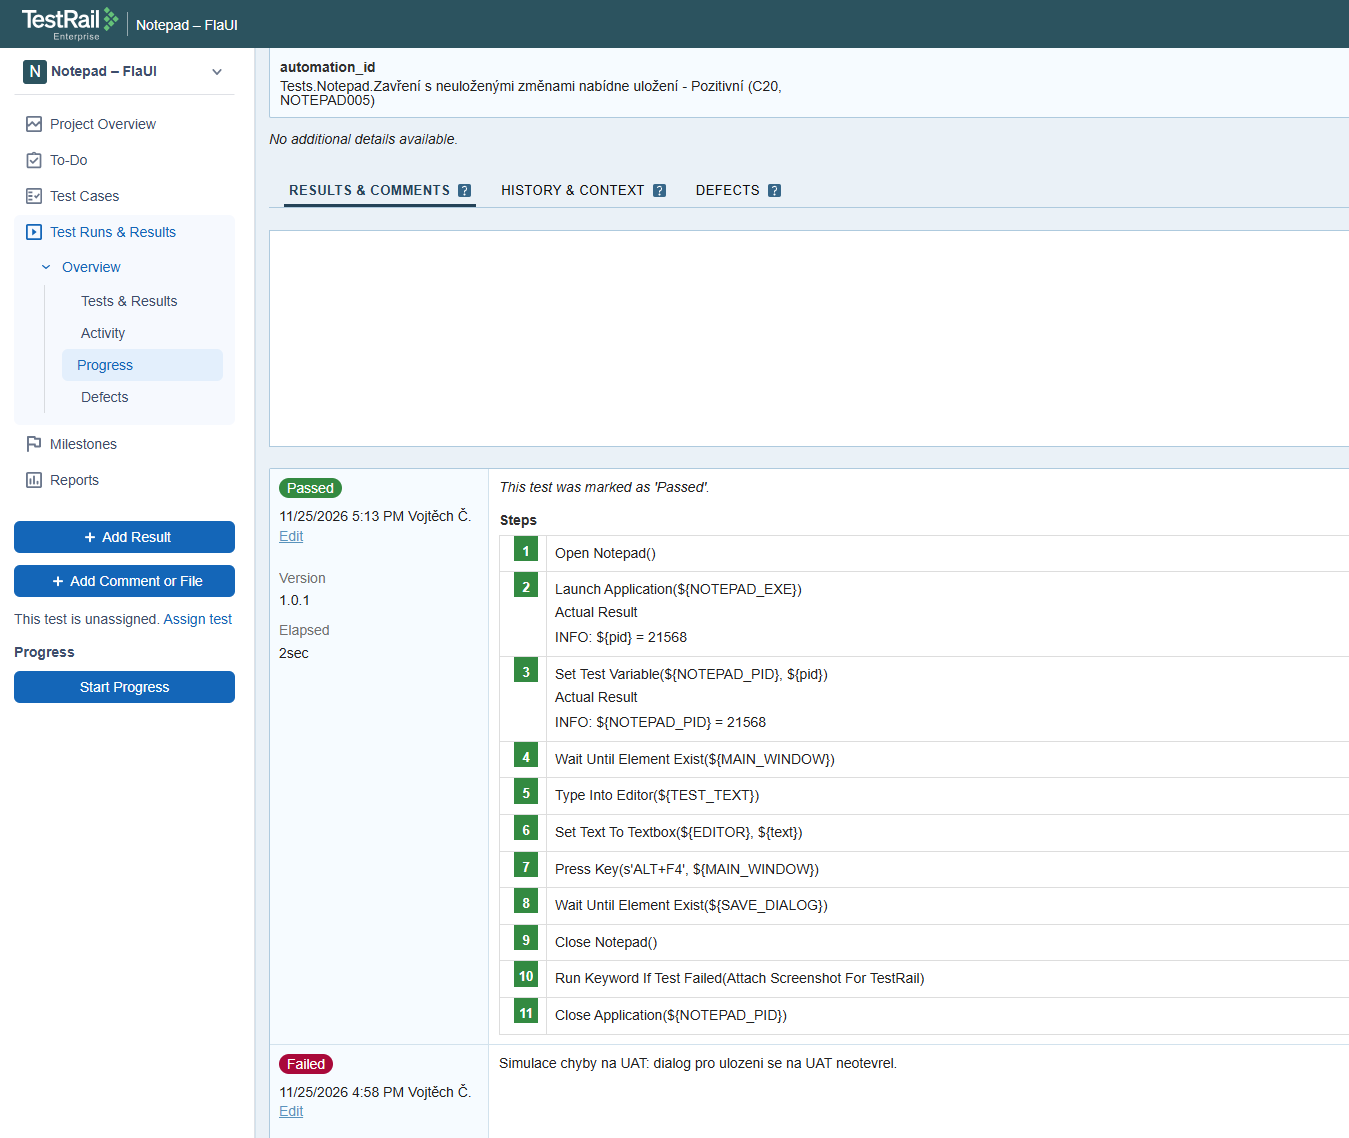 TestRail
Enterprise
Notepad – FlaUI
N Notepad – FlaUI
Project Overview
To-Do
Test Cases
Test Runs & Results
Overview
Tests & Results
Activity
Progress
Defects
Milestones
Reports
+ Add Result
+ Add Comment or File
This test is unassigned. Assign test
Progress
Start Progress
automation_id
Tests.Notepad.Zavření s neuloženými změnami nabídne uložení - Pozitivní (C20,
NOTEPAD005)
No additional details available.
RESULTS & COMMENTS ? HISTORY & CONTEXT ? DEFECTS ?
Passed
11/25/2026 5:13 PM Vojtěch Č.
Edit
Version
1.0.1
Elapsed
2sec
This test was marked as 'Passed'.
Steps
1 Open Notepad()
2 Launch Application(${NOTEPAD_EXE})
Actual Result
INFO: ${pid} = 21568
3 Set Test Variable(${NOTEPAD_PID}, ${pid})
Actual Result
INFO: ${NOTEPAD_PID} = 21568
4 Wait Until Element Exist(${MAIN_WINDOW})
5 Type Into Editor(${TEST_TEXT})
6 Set Text To Textbox(${EDITOR}, ${text})
7 Press Key(s'ALT+F4', ${MAIN_WINDOW})
8 Wait Until Element Exist(${SAVE_DIALOG})
9 Close Notepad()
10 Run Keyword If Test Failed(Attach Screenshot For TestRail)
11 Close Application(${NOTEPAD_PID})
Failed
11/25/2026 4:58 PM Vojtěch Č.
Edit
Simulace chyby na UAT: dialog pro ulozeni se na UAT neotevrel.